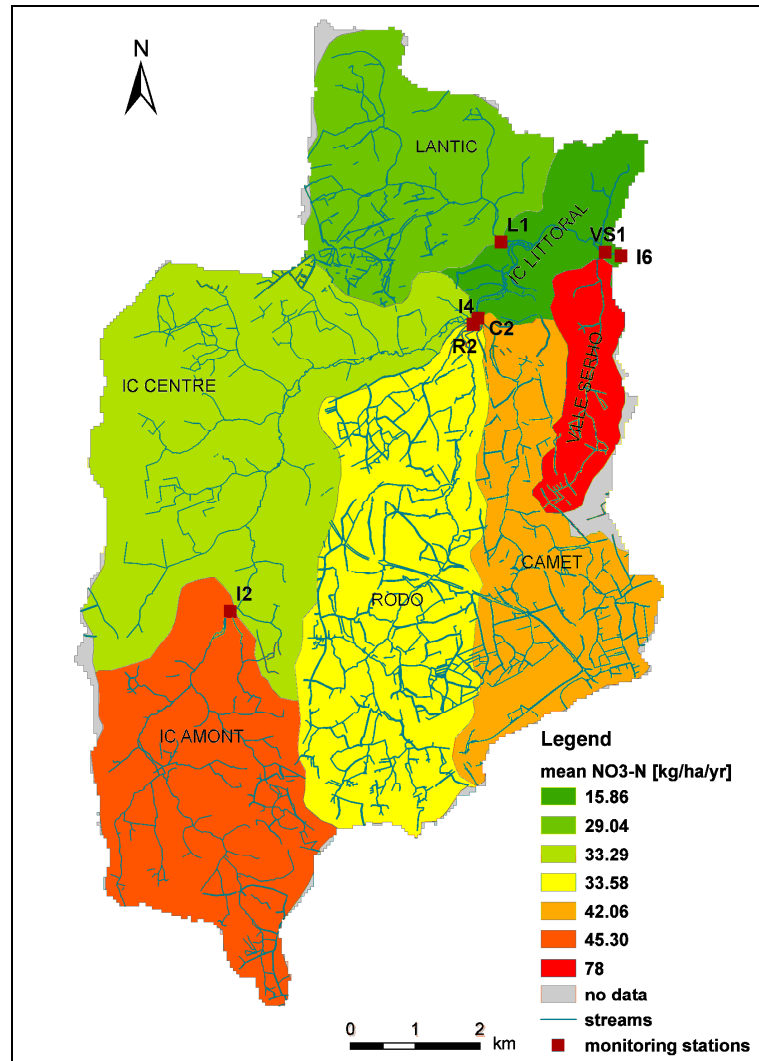 N
LANTIC
L1
IC LITTORAL
VS1
I6
I4
C2
R2
IC CENTRE
VILLE SERHO
CAMET
RODO
I2
IC AMONT
Legend
mean NO3-N [kg/ha/yr]
15.86
29.04
33.29
33.58
42.06
45.30
78
no data
streams
monitoring stations
0 1 2
km